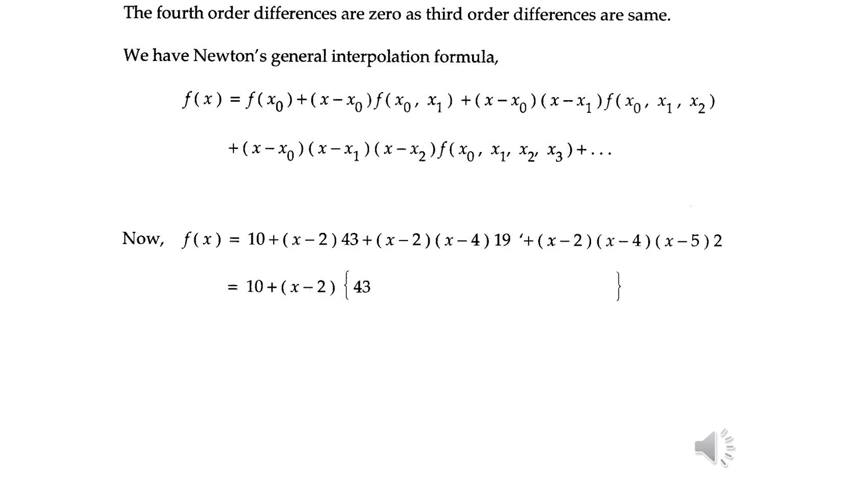 The fourth order differences are zero as third order differences are same.
We have Newton's general interpolation formula,
f(x) = f(x₀)+(x−x₀)f(x₀, x₁) +(x−x₀)(x−x₁)f(x₀, x₁, x₂)
+(x−x₀)(x−x₁)(x−x₂)f(x₀, x₁, x₂, x₃)+...
Now, f(x) = 10+(x−2)43+(x−2)(x−4)19 ‘+(x−2)(x−4)(x−5)2
= 10+(x−2) {43 }